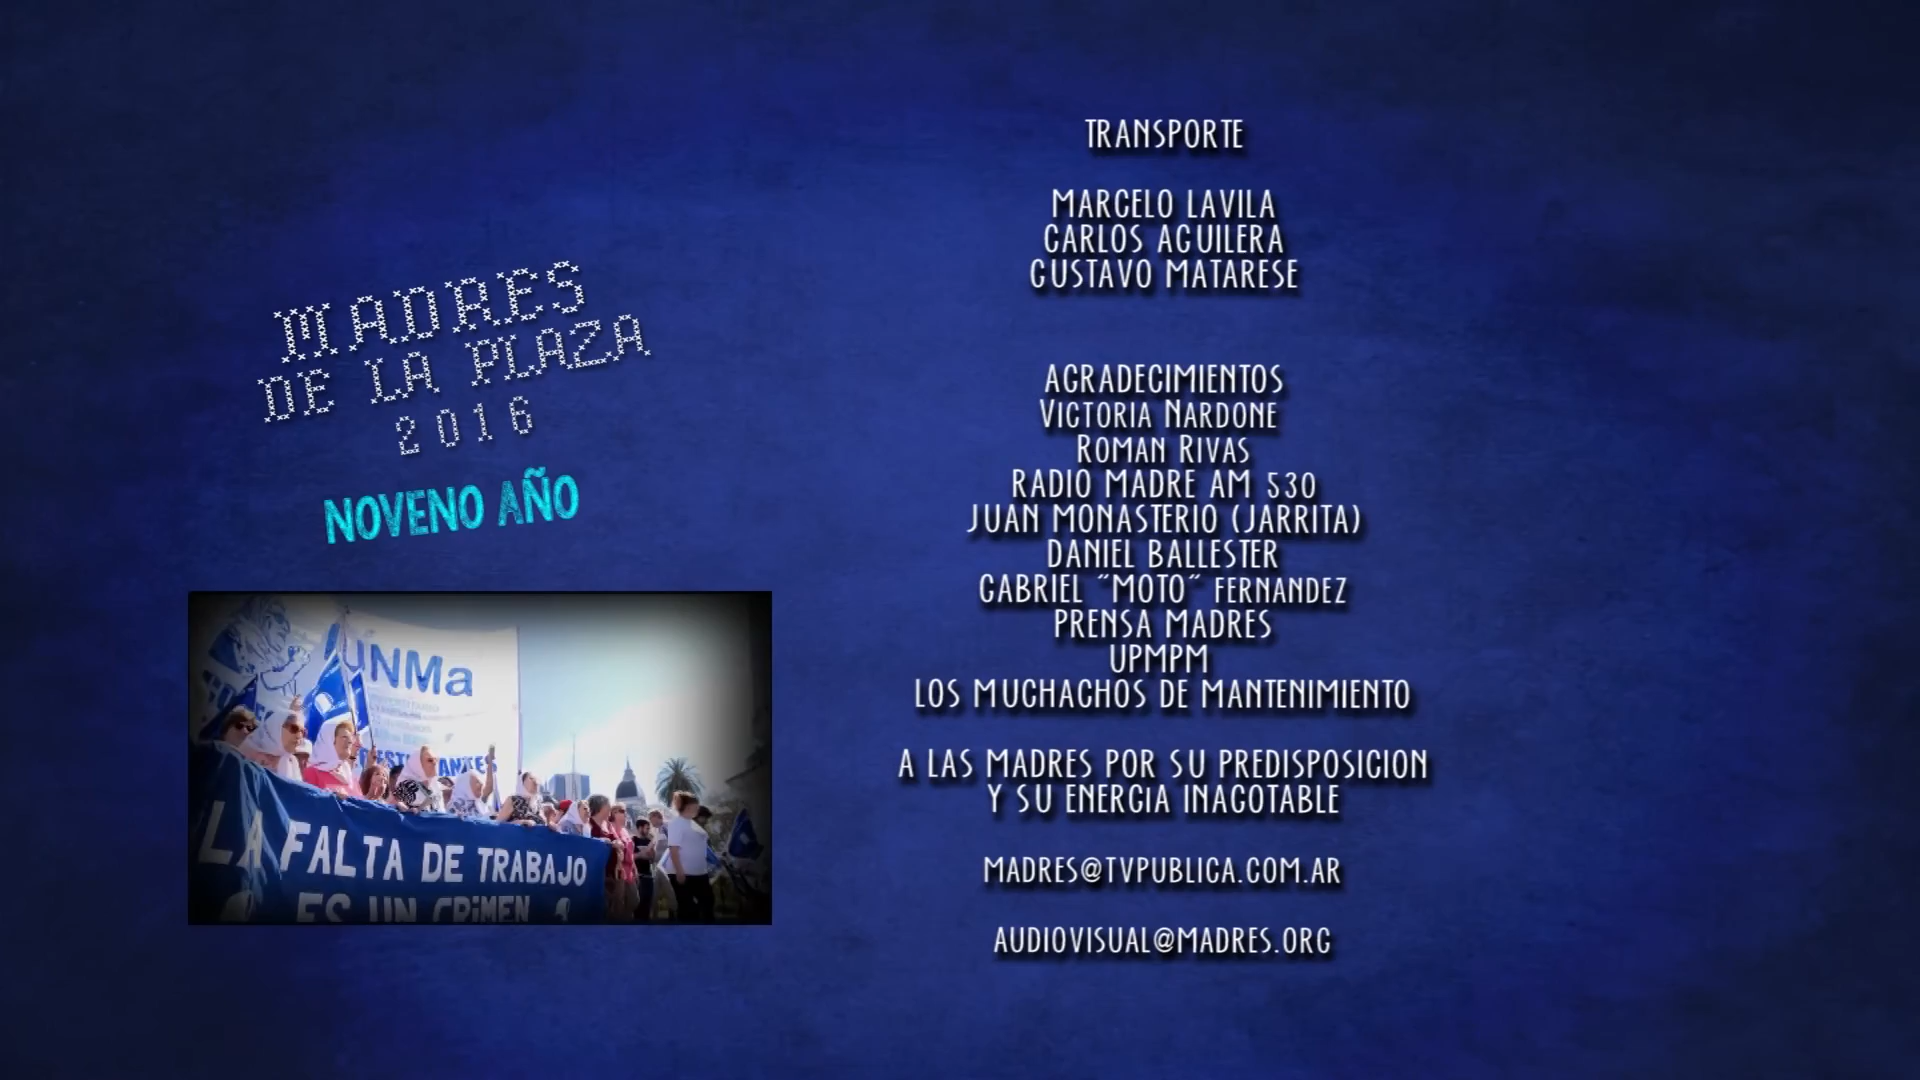 MADRES
DE LA PLAZA
2016
NOVENO AÑO
UNMa
LA FALTA DE TRABAJO
ES UN CRIMEN
TRANSPORTE
MARCELO LAVILA
CARLOS AGUILERA
GUSTAVO MATARESE
AGRADECIMIENTOS
VICTORIA NARDONE
ROMAN RIVAS
RADIO MADRE AM 530
JUAN MONASTERIO (JARRITA)
DANIEL BALLESTER
GABRIEL "MOTO" FERNANDEZ
PRENSA MADRES
UPMPM
LOS MUCHACHOS DE MANTENIMIENTO
A LAS MADRES POR SU PREDISPOSICION
Y SU ENERGiA INAGOTABLE
MADRES@TVPUBLICA.COM.AR
AUDIOVISUAL@MADRES.ORG